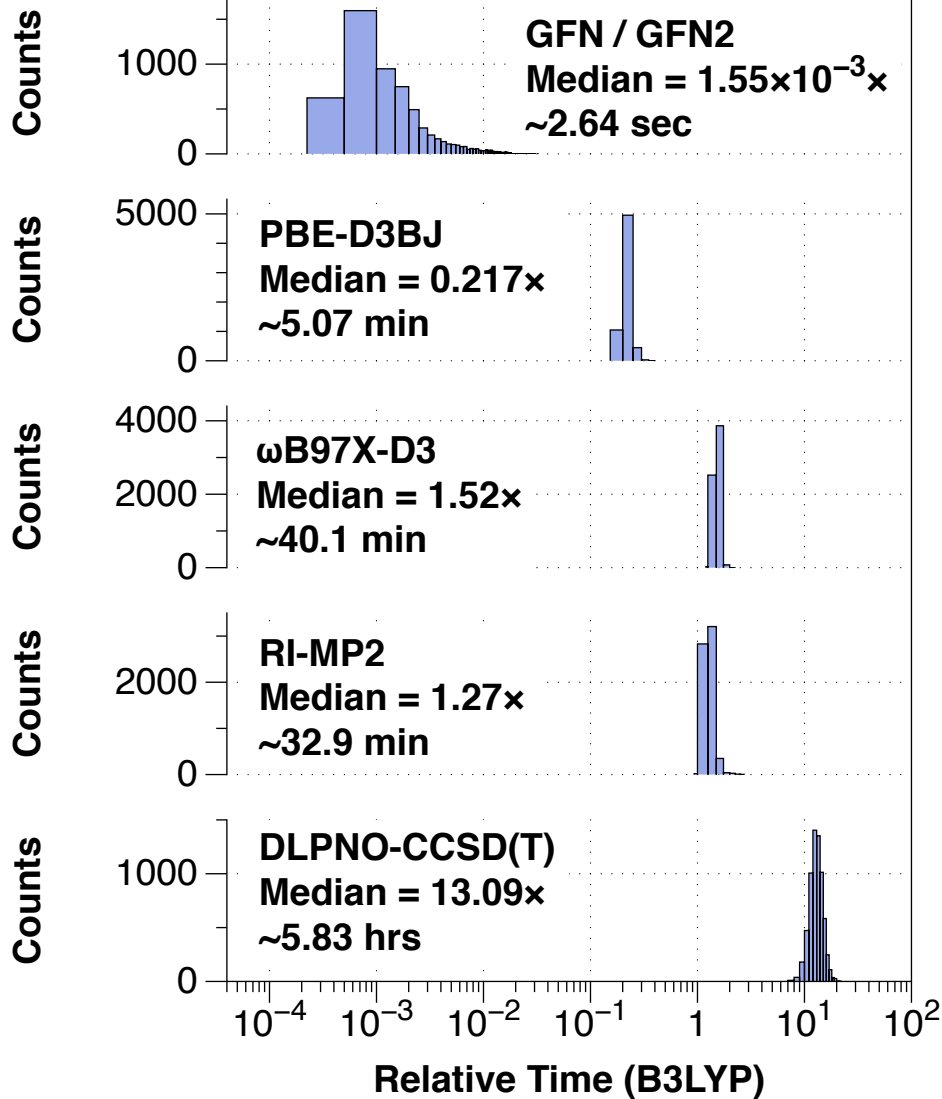 Counts
1000
0
GFN / GFN2
Median = 1.55×10⁻³×
~2.64 sec
Counts
5000
0
PBE-D3BJ
Median = 0.217×
~5.07 min
Counts
4000
2000
0
ωB97X-D3
Median = 1.52×
~40.1 min
Counts
2000
0
RI-MP2
Median = 1.27×
~32.9 min
Counts
1000
0
DLPNO-CCSD(T)
Median = 13.09×
~5.83 hrs
10⁻⁴ 10⁻³ 10⁻² 10⁻¹ 1 10¹ 10²
Relative Time (B3LYP)